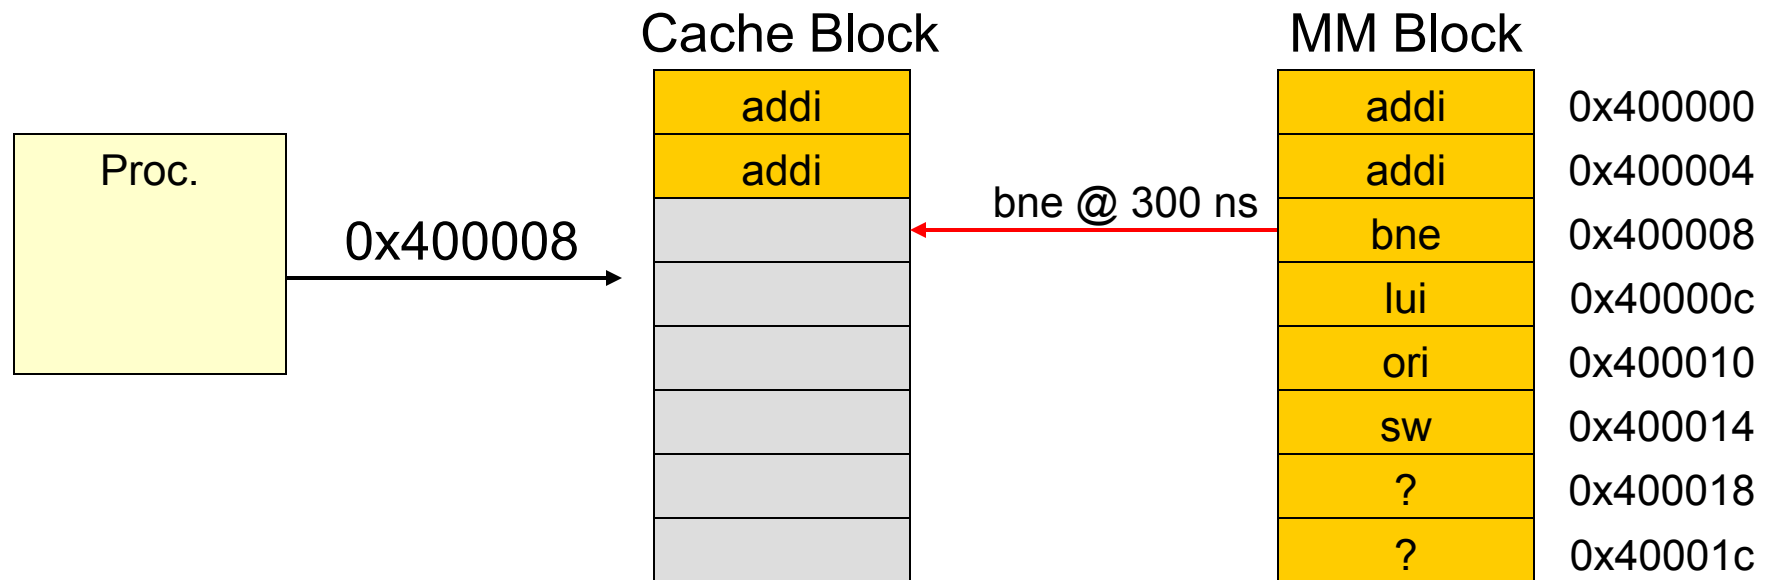 Cache Block
MM Block
Proc.
0x400008
addi
addi
bne @ 300 ns
addi 0x400000
addi 0x400004
bne 0x400008
lui 0x40000c
ori 0x400010
sw 0x400014
? 0x400018
? 0x40001c